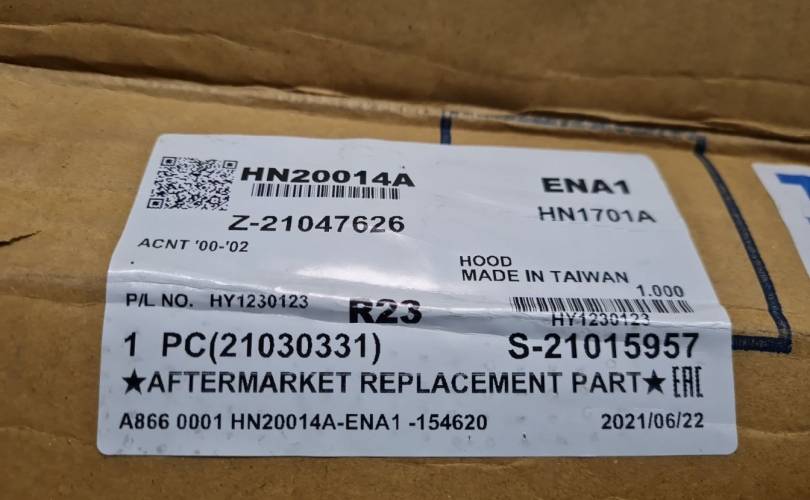 HN20014A
ENA1
HN1701A
Z-21047626
ACNT '00-'02
HOOD
MADE IN TAIWAN
1.000
P/L NO. HY1230123
R23
HY1230123
1 PC(21030331)
S-21015957
★AFTERMARKET REPLACEMENT PART★ EAC
A866 0001 HN20014A-ENA1 -154620
2021/06/22